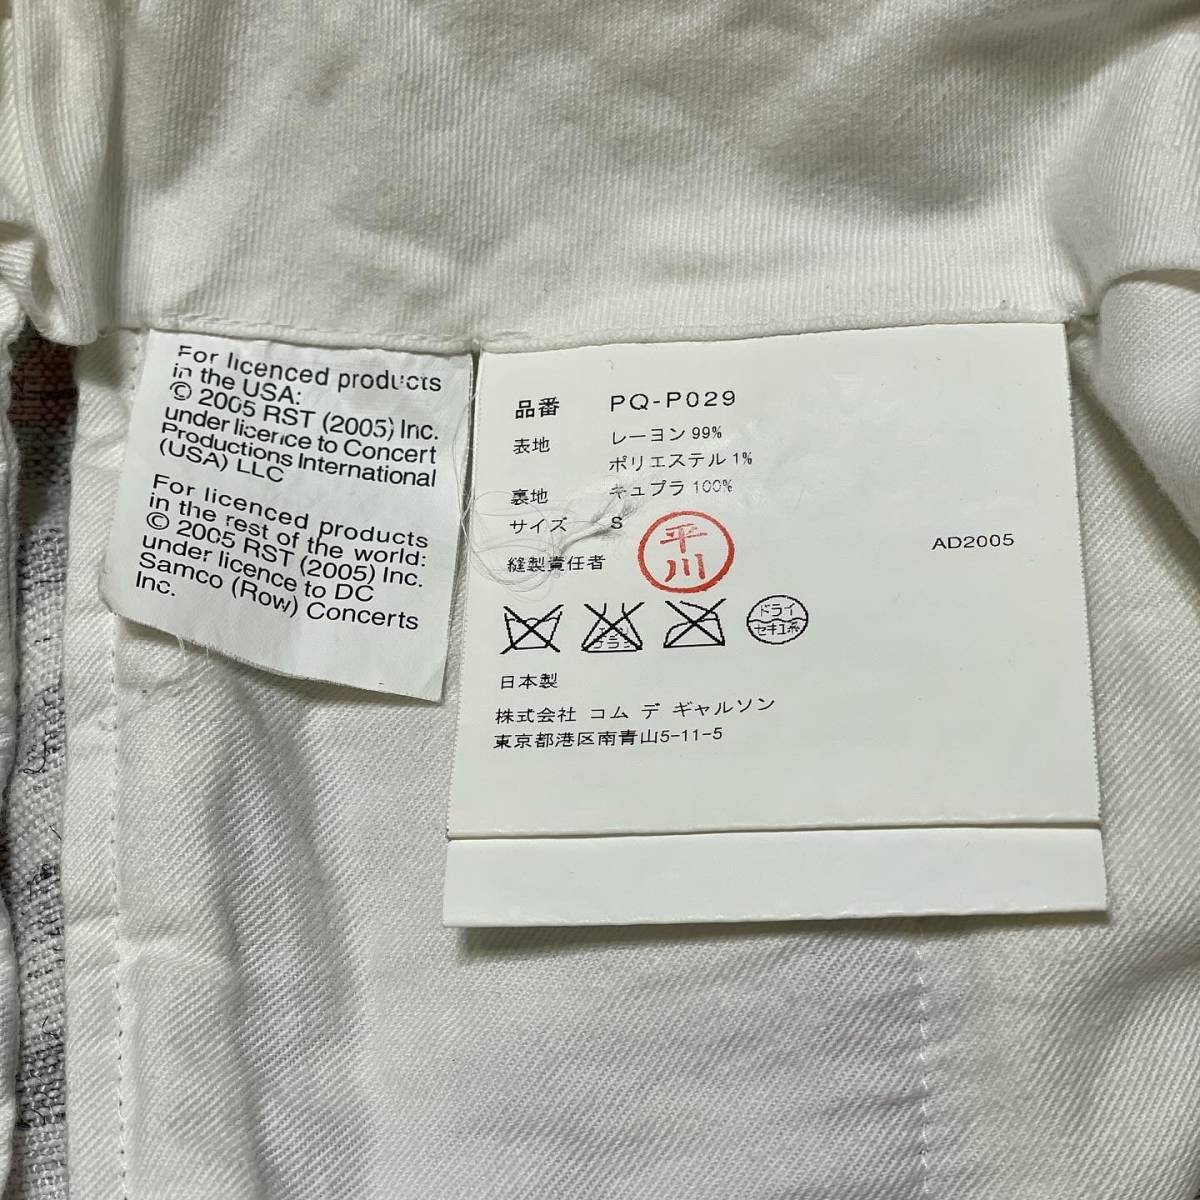 For licenced products
in the USA:
© 2005 RST (2005) Inc.
under licence to Concert
Productions International
(USA) LLC
For licenced products
in the rest of the world:
© 2005 RST (2005) Inc.
under licence to DC
Samco (Row) Concerts
Inc.
品番 PQ-P029
表地 レーヨン 99%
ポリエステル 1%
裏地 キュプラ 100%
サイズ S
縫製責任者 平川
AD2005
ドライ
セキユ系
日本製
株式会社 コム デ ギャルソン
東京都港区南青山5-11-5